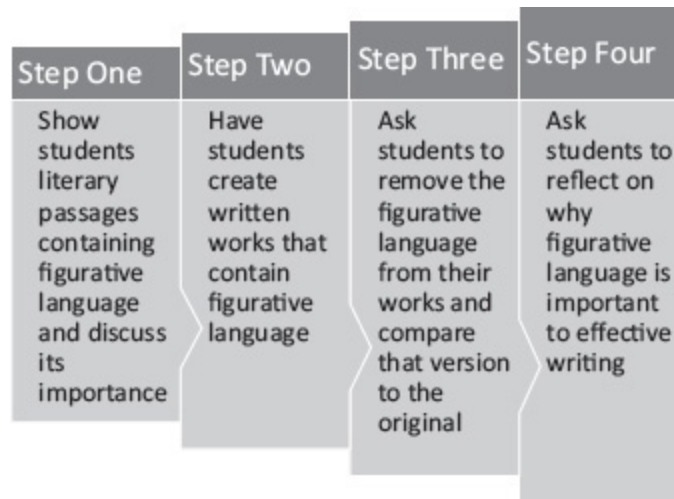 Step One
Show
students
literary
passages
containing
figurative
language
and discuss
its
importance
Step Two
Have
students
create
written
works that
contain
figurative
language
Step Three
Ask
students to
remove the
figurative
language
from their
works and
compare
that version
to the
original
Step Four
Ask
students to
reflect on
why
figurative
language is
important
to effective
writing